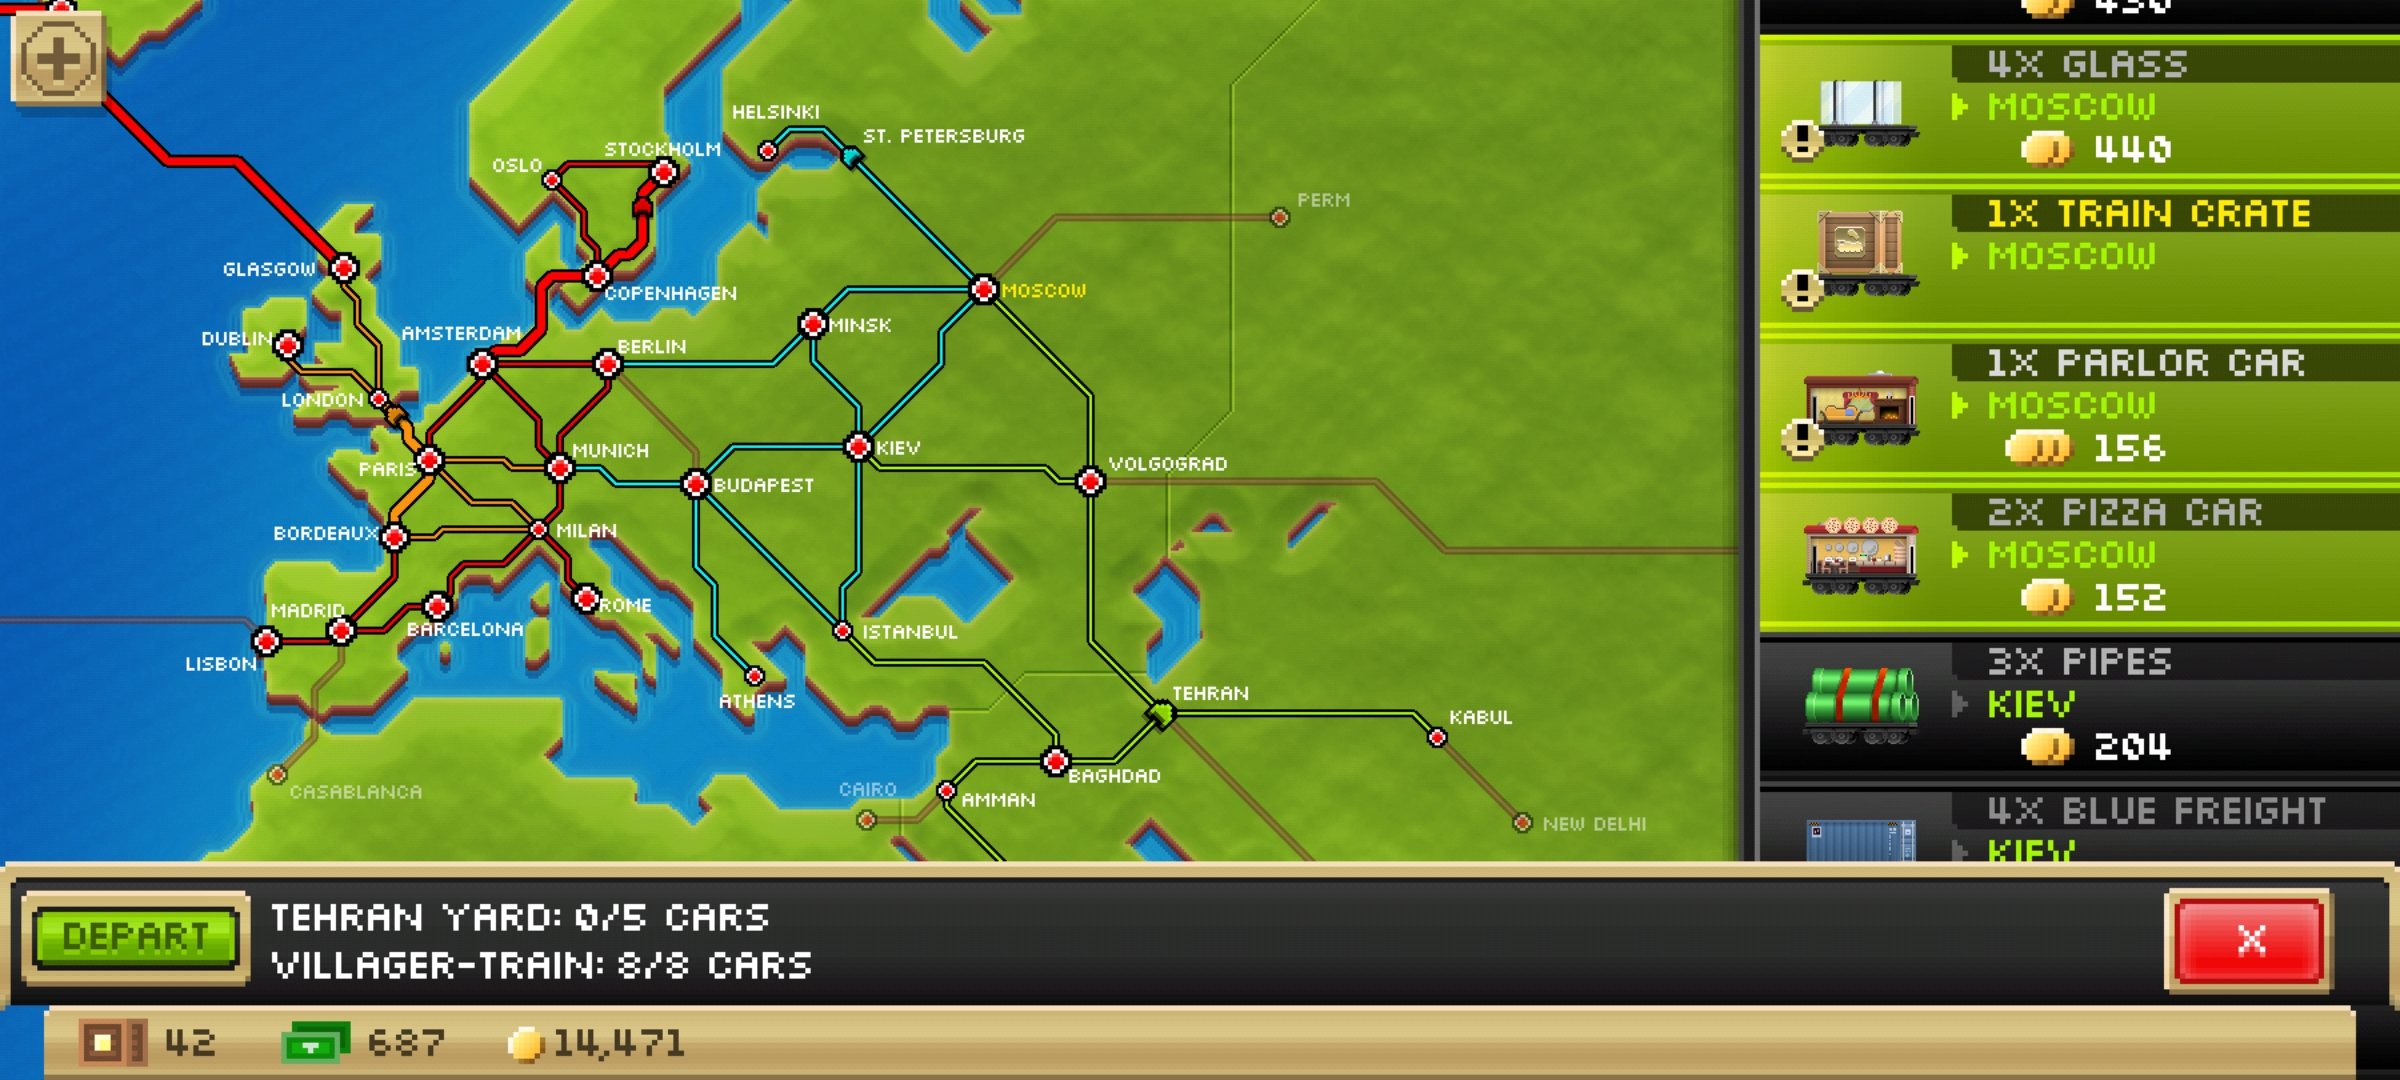 HELSINKI
ST. PETERSBURG
STOCKHOLM
OSLO
PERM
GLASGOW
COPENHAGEN
MOSCOW
DUBLIN
AMSTERDAM
MINSK
BERLIN
LONDON
MUNICH
KIEV
PARIS
VOLGOGRAD
BUDAPEST
BORDEAUX
MILAN
MADRID
ROME
BARCELONA
ISTANBUL
LISBON
ATHENS
TEHRAN
KABUL
BAGHDAD
CASABLANCA
CAIRO
AMMAN
NEW DELHI
430
4X GLASS
MOSCOW
440
1X TRAIN CRATE
MOSCOW
1X PARLOR CAR
MOSCOW
156
2X PIZZA CAR
MOSCOW
152
3X PIPES
KIEV
204
4X BLUE FREIGHT
KIEV
DEPART
TEHRAN YARD: 0/5 CARS
VILLAGER-TRAIN: 8/8 CARS
X
42
687
14,471